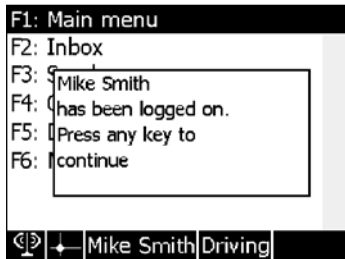 F1: Main menu
F2: Inbox
F3: S
Mike Smith
F4:
has been logged on.
F5:
Press any key to
F6:
continue
Mike Smith Driving